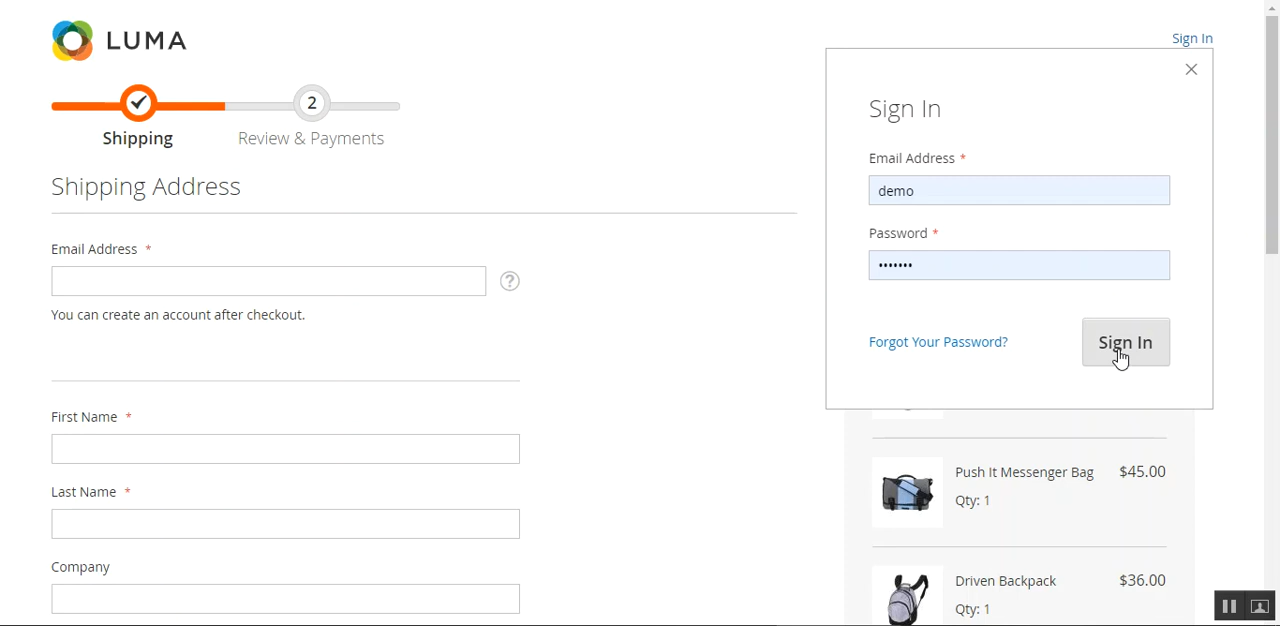 LUMA
Sign In
2
Shipping
Review & Payments
Shipping Address
Email Address *
?
You can create an account after checkout.
First Name *
Last Name *
Company
Sign In
Email Address *
demo
Password *
•••••••
Forgot Your Password?
Sign In
Push It Messenger Bag $45.00
Qty: 1
Driven Backpack $36.00
Qty: 1